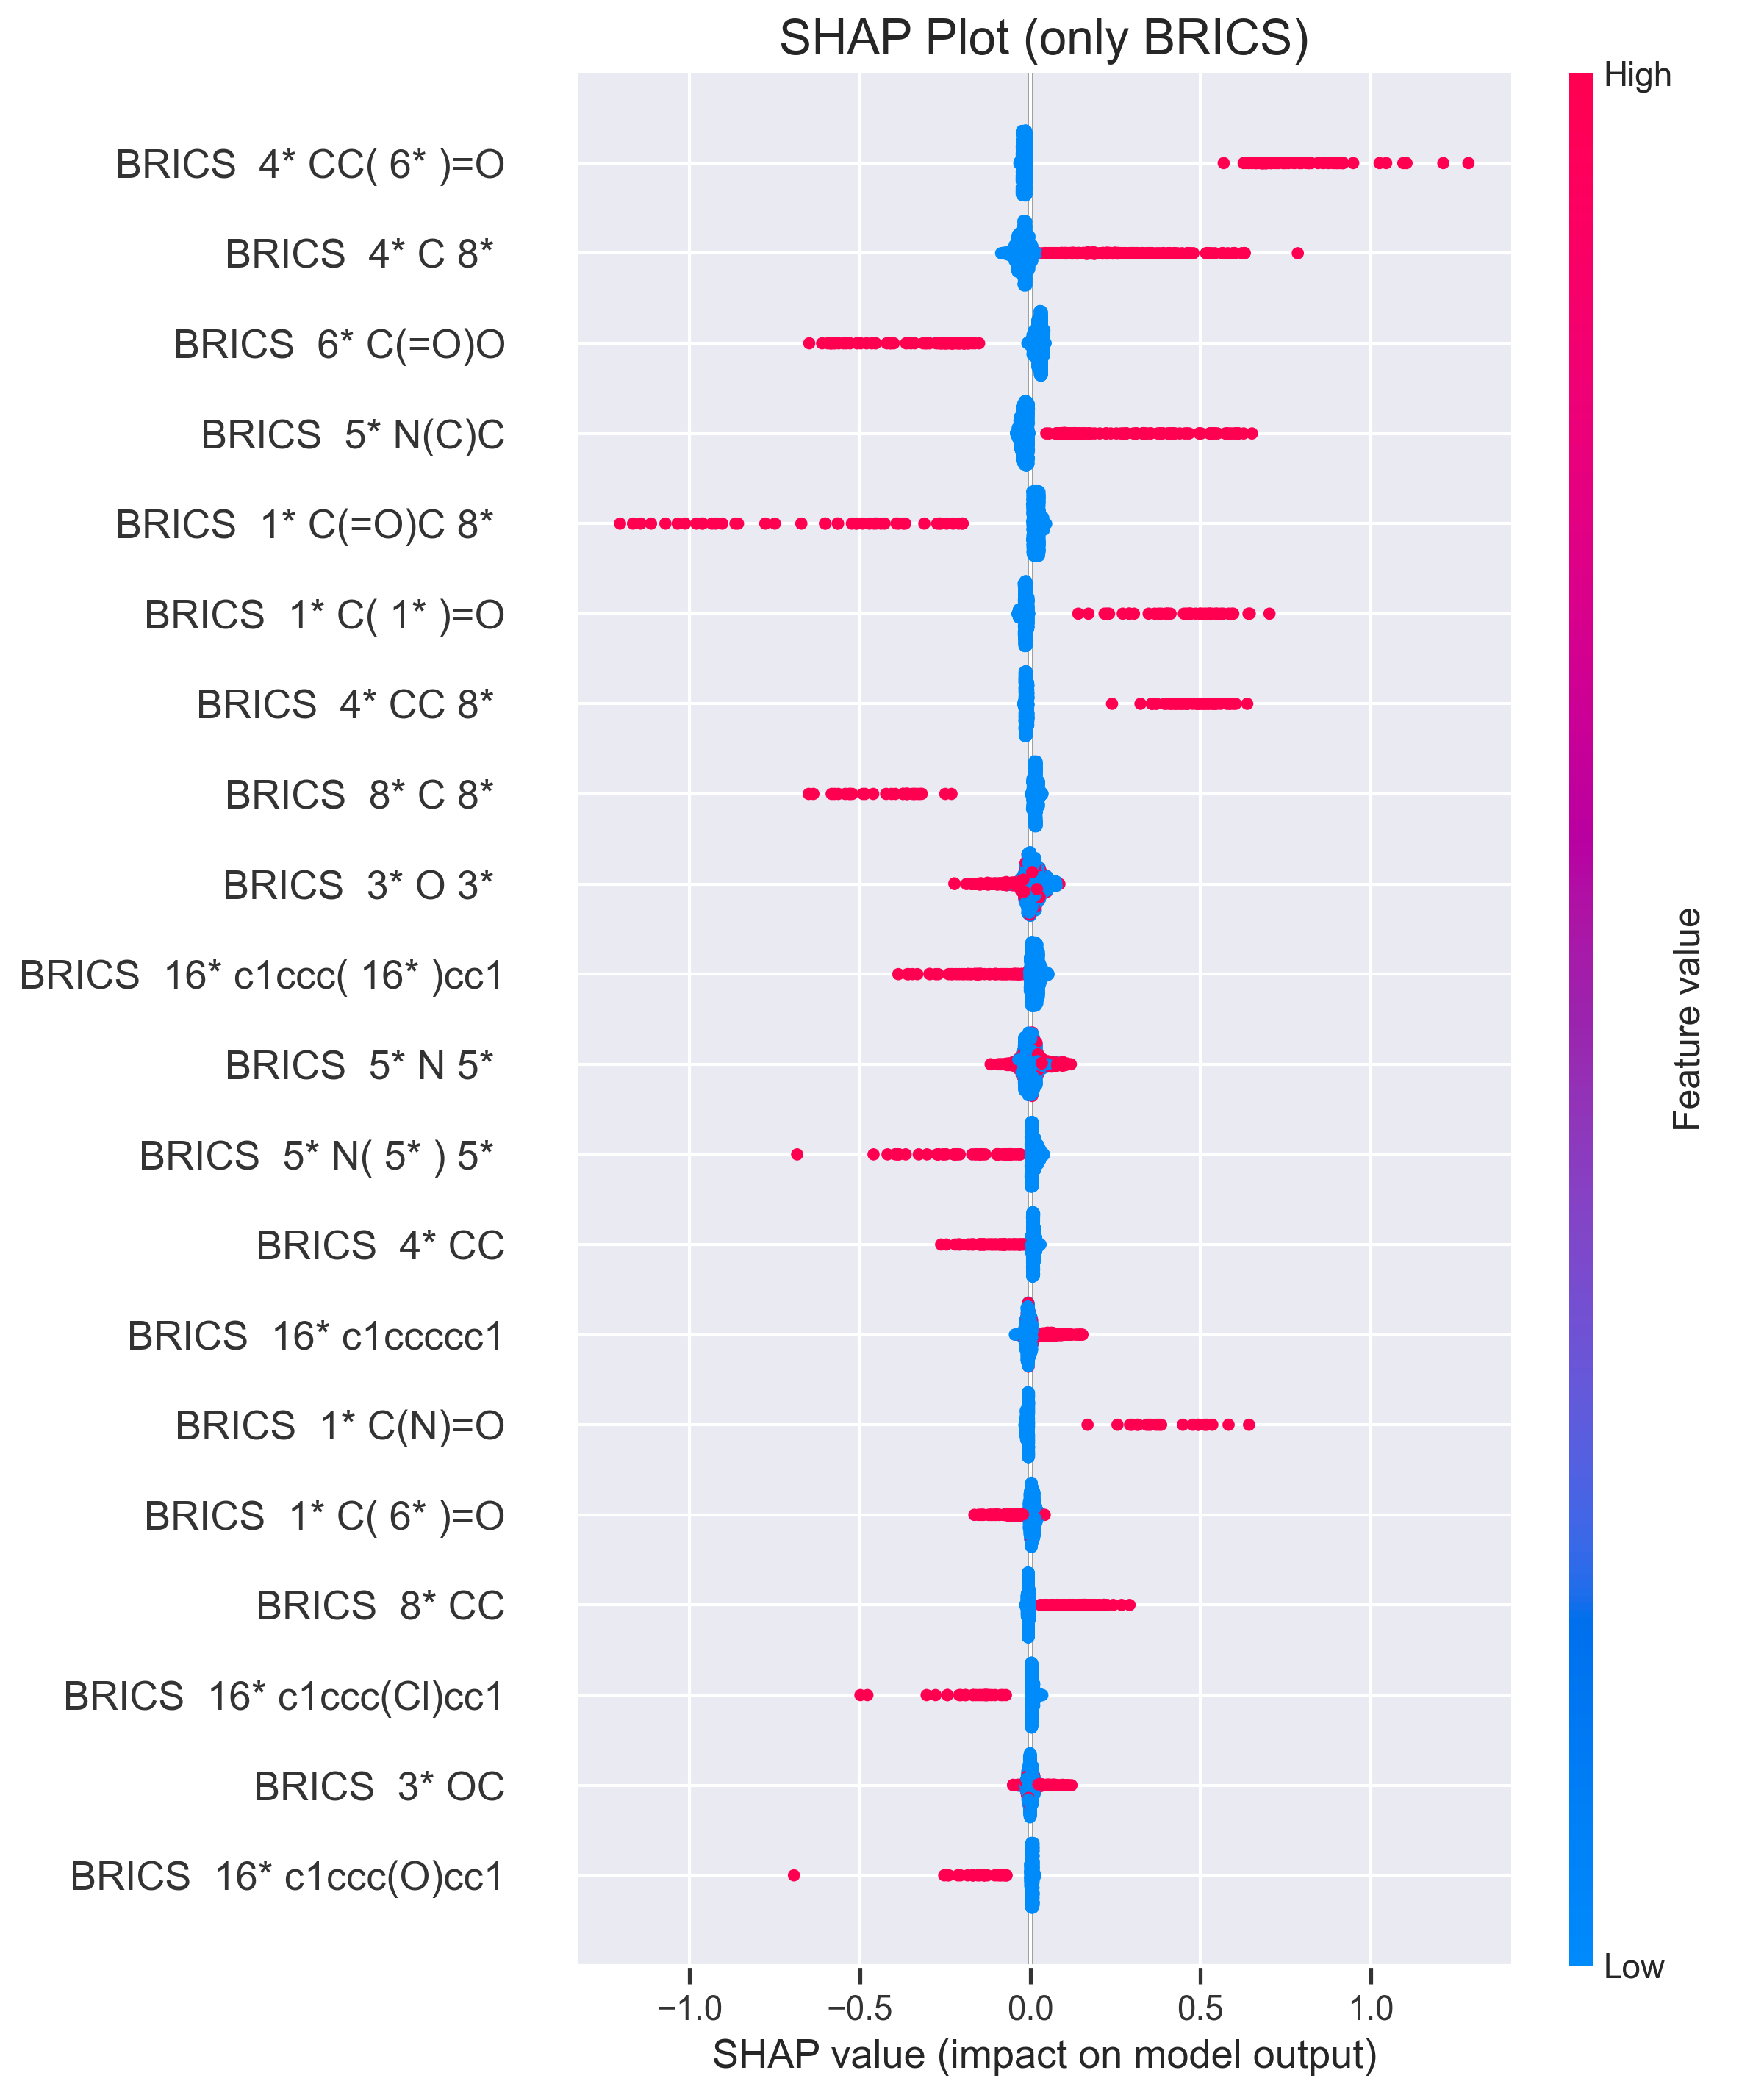 SHAP Plot (only BRICS)
High
BRICS 4* CC( 6* )=O
BRICS 4* C 8*
BRICS 6* C(=O)O
BRICS 5* N(C)C
BRICS 1* C(=O)C 8*
BRICS 1* C( 1* )=O
BRICS 4* CC 8*
BRICS 8* C 8*
BRICS 3* O 3*
BRICS 16* c1ccc( 16* )cc1
BRICS 5* N 5*
BRICS 5* N( 5* ) 5*
BRICS 4* CC
BRICS 16* c1ccccc1
BRICS 1* C(N)=O
BRICS 1* C( 6* )=O
BRICS 8* CC
BRICS 16* c1ccc(Cl)cc1
BRICS 3* OC
BRICS 16* c1ccc(O)cc1
Feature value
Low
−1.0 −0.5 0.0 0.5 1.0
SHAP value (impact on model output)